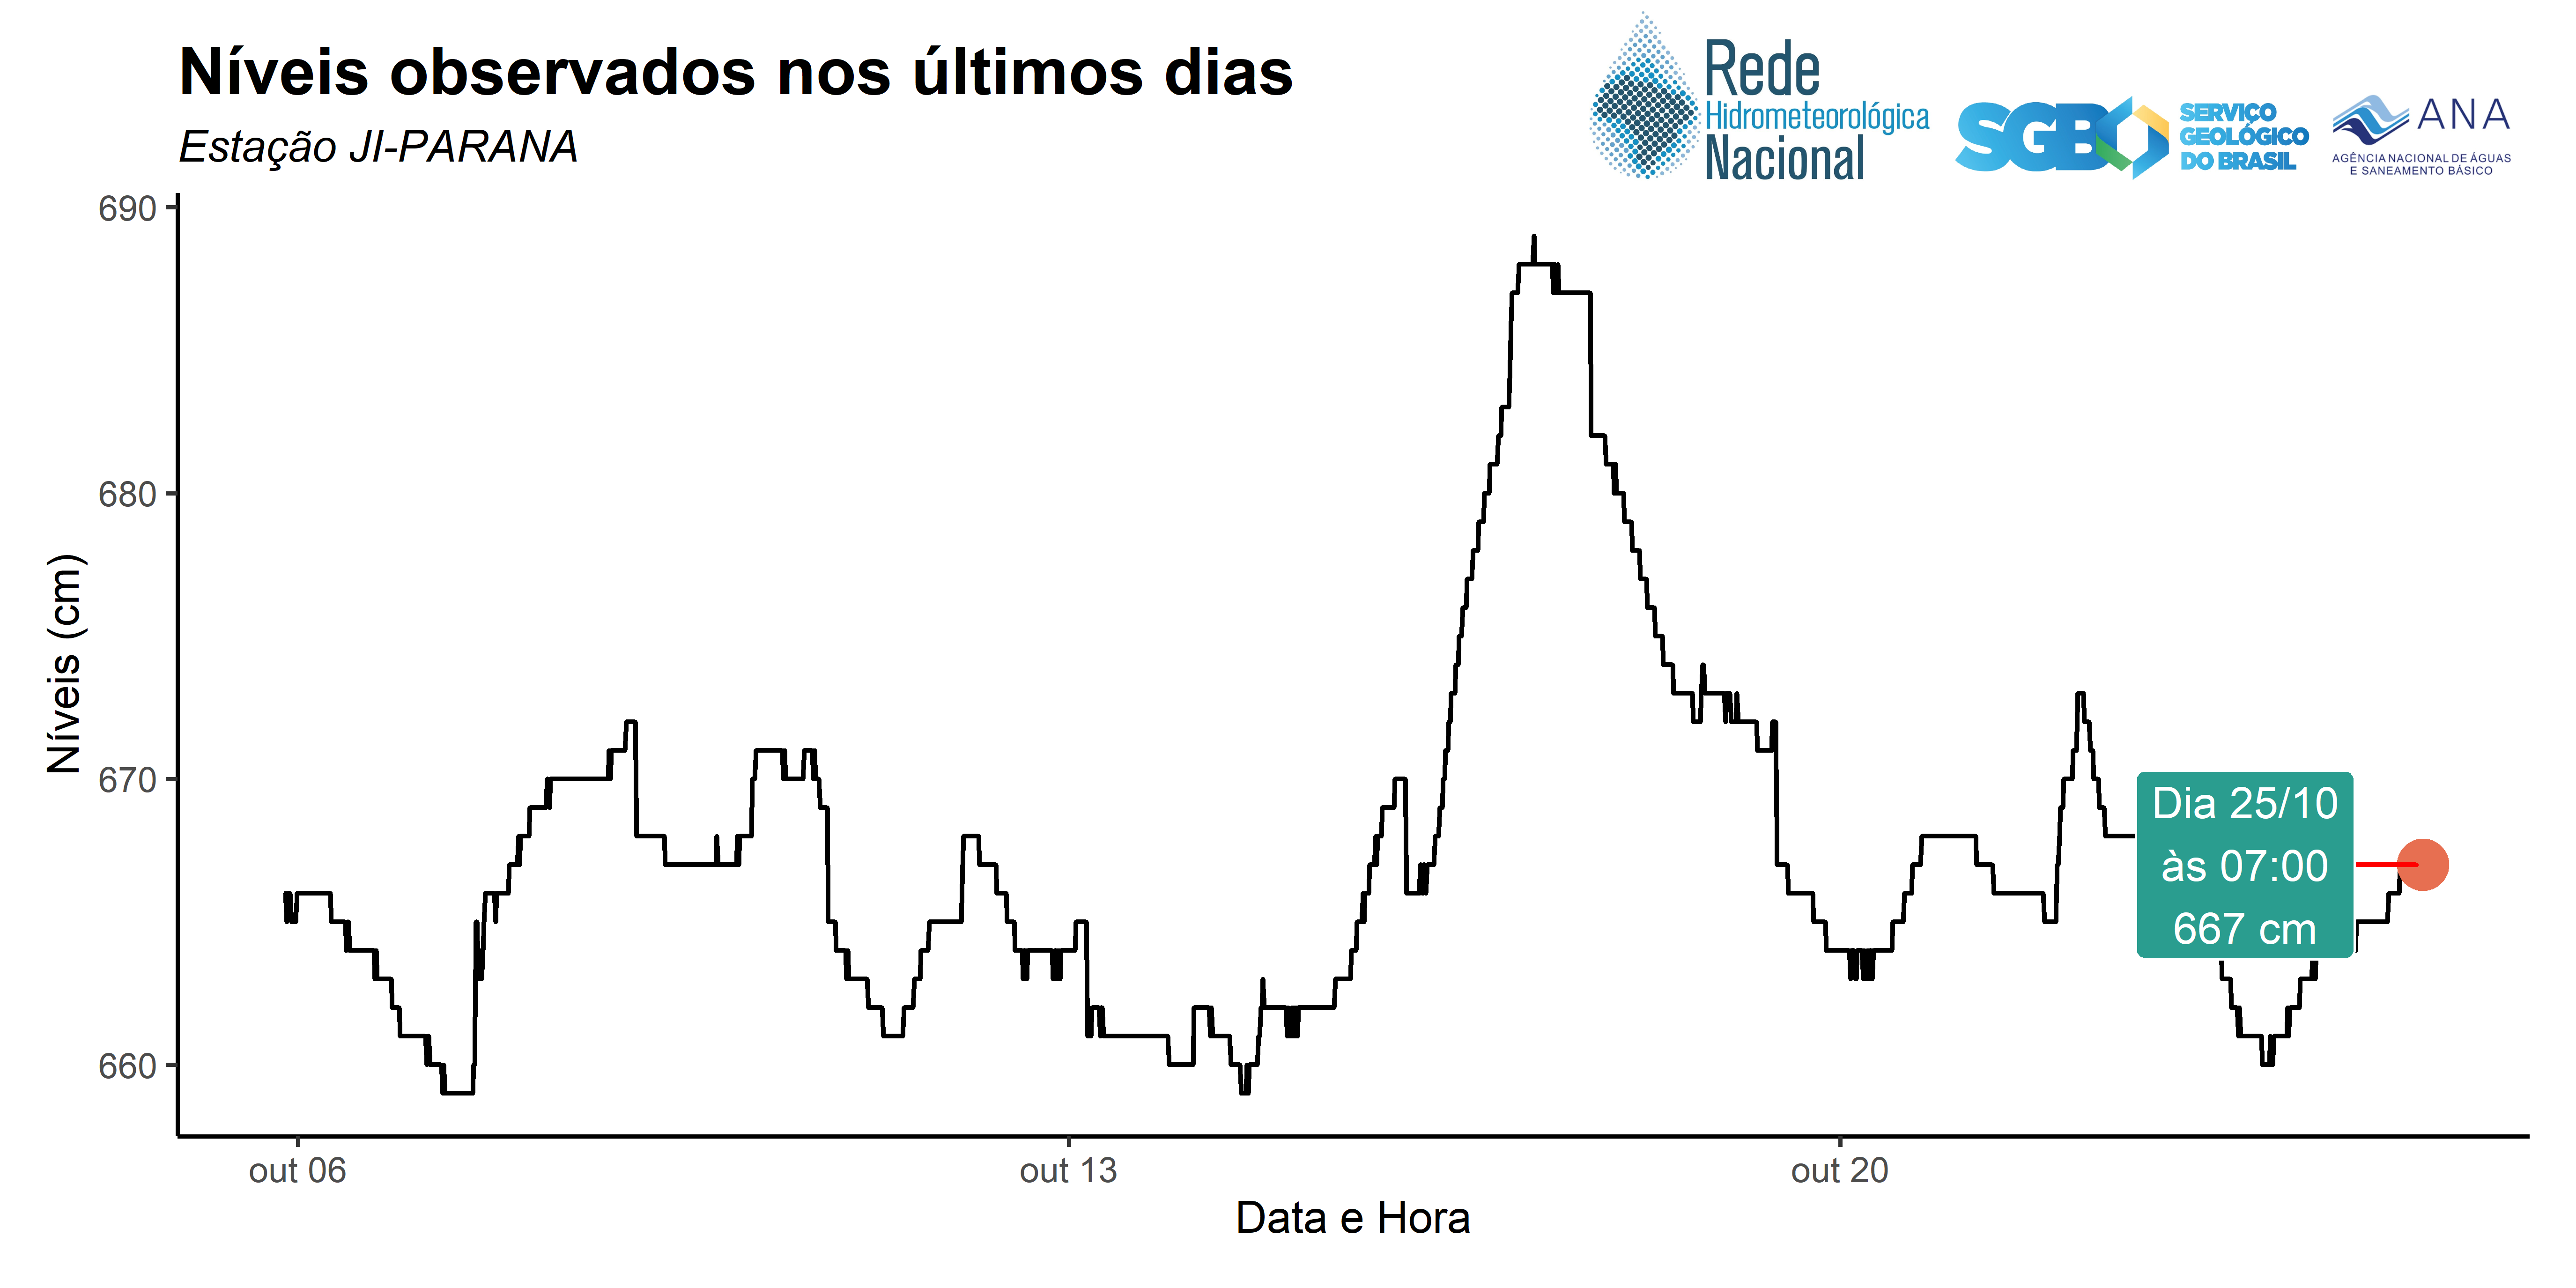 Níveis observados nos últimos dias
Estação JI-PARANA
Rede
Hidrometeorológica
Nacional
SGB
SERVIÇO
GEOLÓGICO
DO BRASIL
ANA
AGÊNCIA NACIONAL DE ÁGUAS
E SANEAMENTO BÁSICO
690
680
670
660
Níveis (cm)
Dia 25/10
às 07:00
667 cm
out 06
out 13
out 20
Data e Hora